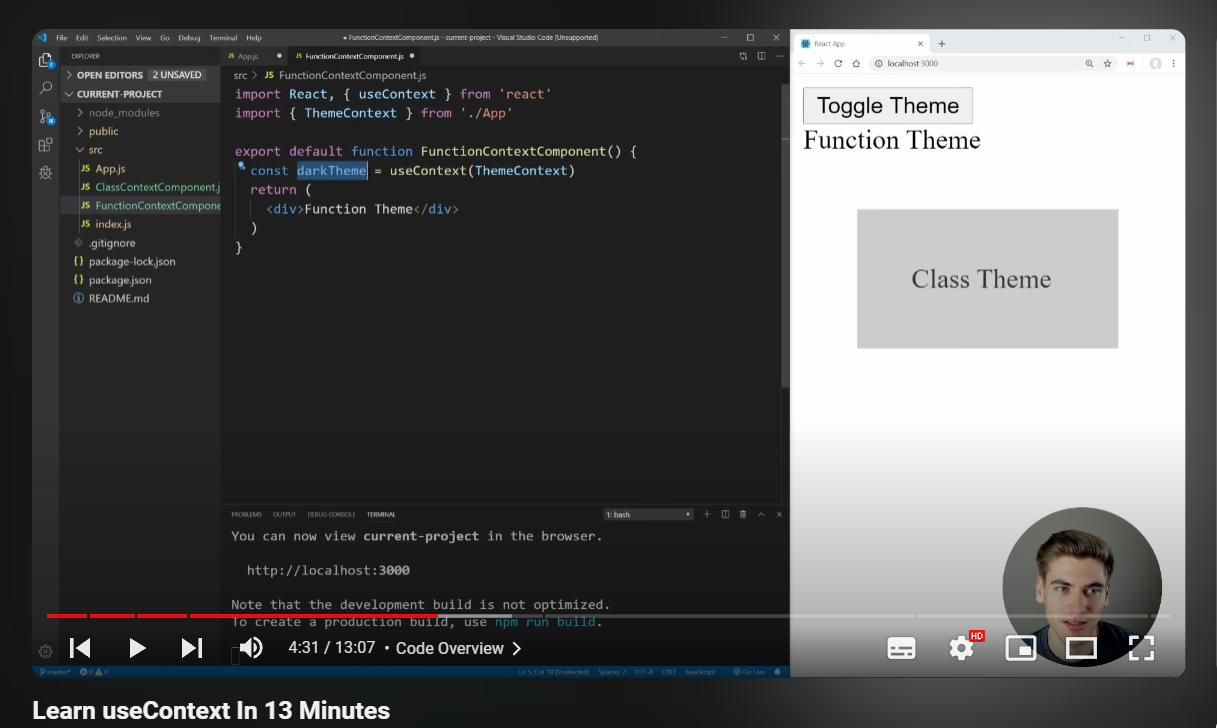 File Edit Selection View Go Debug Terminal Help
● FunctionContextComponent.js - current-project - Visual Studio Code [Unsupported]
EXPLORER
OPEN EDITORS 2 UNSAVED
CURRENT-PROJECT
node_modules
public
src
JS App.js
JS ClassContextComponent.j
JS FunctionContextCompone
JS index.js
.gitignore
{} package-lock.json
{} package.json
README.md
JS App.js ●
JS FunctionContextComponent.js ●
src > JS FunctionContextComponent.js
import React, { useContext } from 'react'
import { ThemeContext } from './App'
export default function FunctionContextComponent() {
const darkTheme = useContext(ThemeContext)
return (
<div>Function Theme</div>
)
}
PROBLEMS OUTPUT DEBUG CONSOLE TERMINAL
1: bash
You can now view current-project in the browser.
http://localhost:3000
Note that the development build is not optimized.
To create a production build, use npm run build.
master*
0 0
Ln 5, Col 18 (9 selected) Spaces: 2 UTF-8 CRLF JavaScript Go Live
React App
localhost:3000
Toggle Theme
Function Theme
Class Theme
4:31 / 13:07 • Code Overview
HD
Learn useContext In 13 Minutes